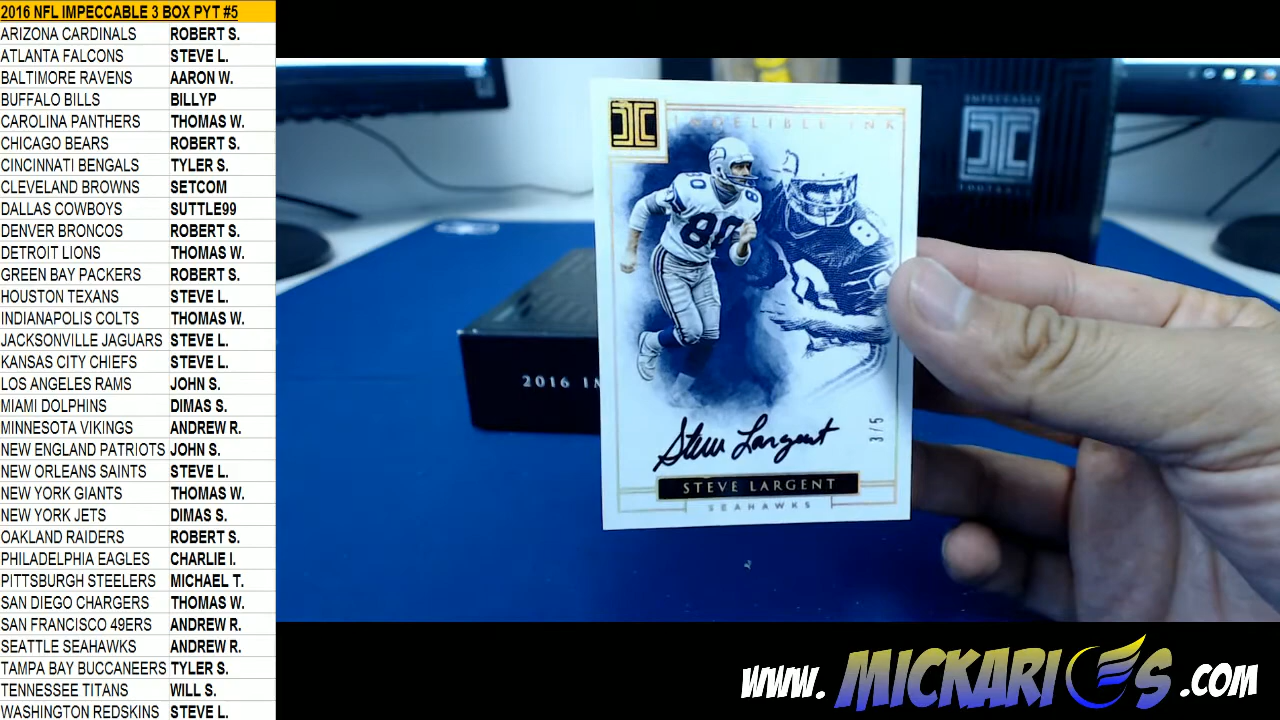 2016 NFL IMPECCABLE 3 BOX PYT #5
ARIZONA CARDINALS ROBERT S.
ATLANTA FALCONS STEVE L.
BALTIMORE RAVENS AARON W.
BUFFALO BILLS BILLYP
CAROLINA PANTHERS THOMAS W.
CHICAGO BEARS ROBERT S.
CINCINNATI BENGALS TYLER S.
CLEVELAND BROWNS SETCOM
DALLAS COWBOYS SUTTLE99
DENVER BRONCOS ROBERT S.
DETROIT LIONS THOMAS W.
GREEN BAY PACKERS ROBERT S.
HOUSTON TEXANS STEVE L.
INDIANAPOLIS COLTS THOMAS W.
JACKSONVILLE JAGUARS STEVE L.
KANSAS CITY CHIEFS STEVE L.
LOS ANGELES RAMS JOHN S.
MIAMI DOLPHINS DIMAS S.
MINNESOTA VIKINGS ANDREW R.
NEW ENGLAND PATRIOTS JOHN S.
NEW ORLEANS SAINTS STEVE L.
NEW YORK GIANTS THOMAS W.
NEW YORK JETS DIMAS S.
OAKLAND RAIDERS ROBERT S.
PHILADELPHIA EAGLES CHARLIE I.
PITTSBURGH STEELERS MICHAEL T.
SAN DIEGO CHARGERS THOMAS W.
SAN FRANCISCO 49ERS ANDREW R.
SEATTLE SEAHAWKS ANDREW R.
TAMPA BAY BUCCANEERS TYLER S.
TENNESSEE TITANS WILL S.
WASHINGTON REDSKINS STEVE L.
IMPECCABLE
FOOTBALL
INDELIBLE INK
80
80
8
2016 IM
Steve Largent
3/5
STEVE LARGENT
SEAHAWKS
www.MICKARIES.com